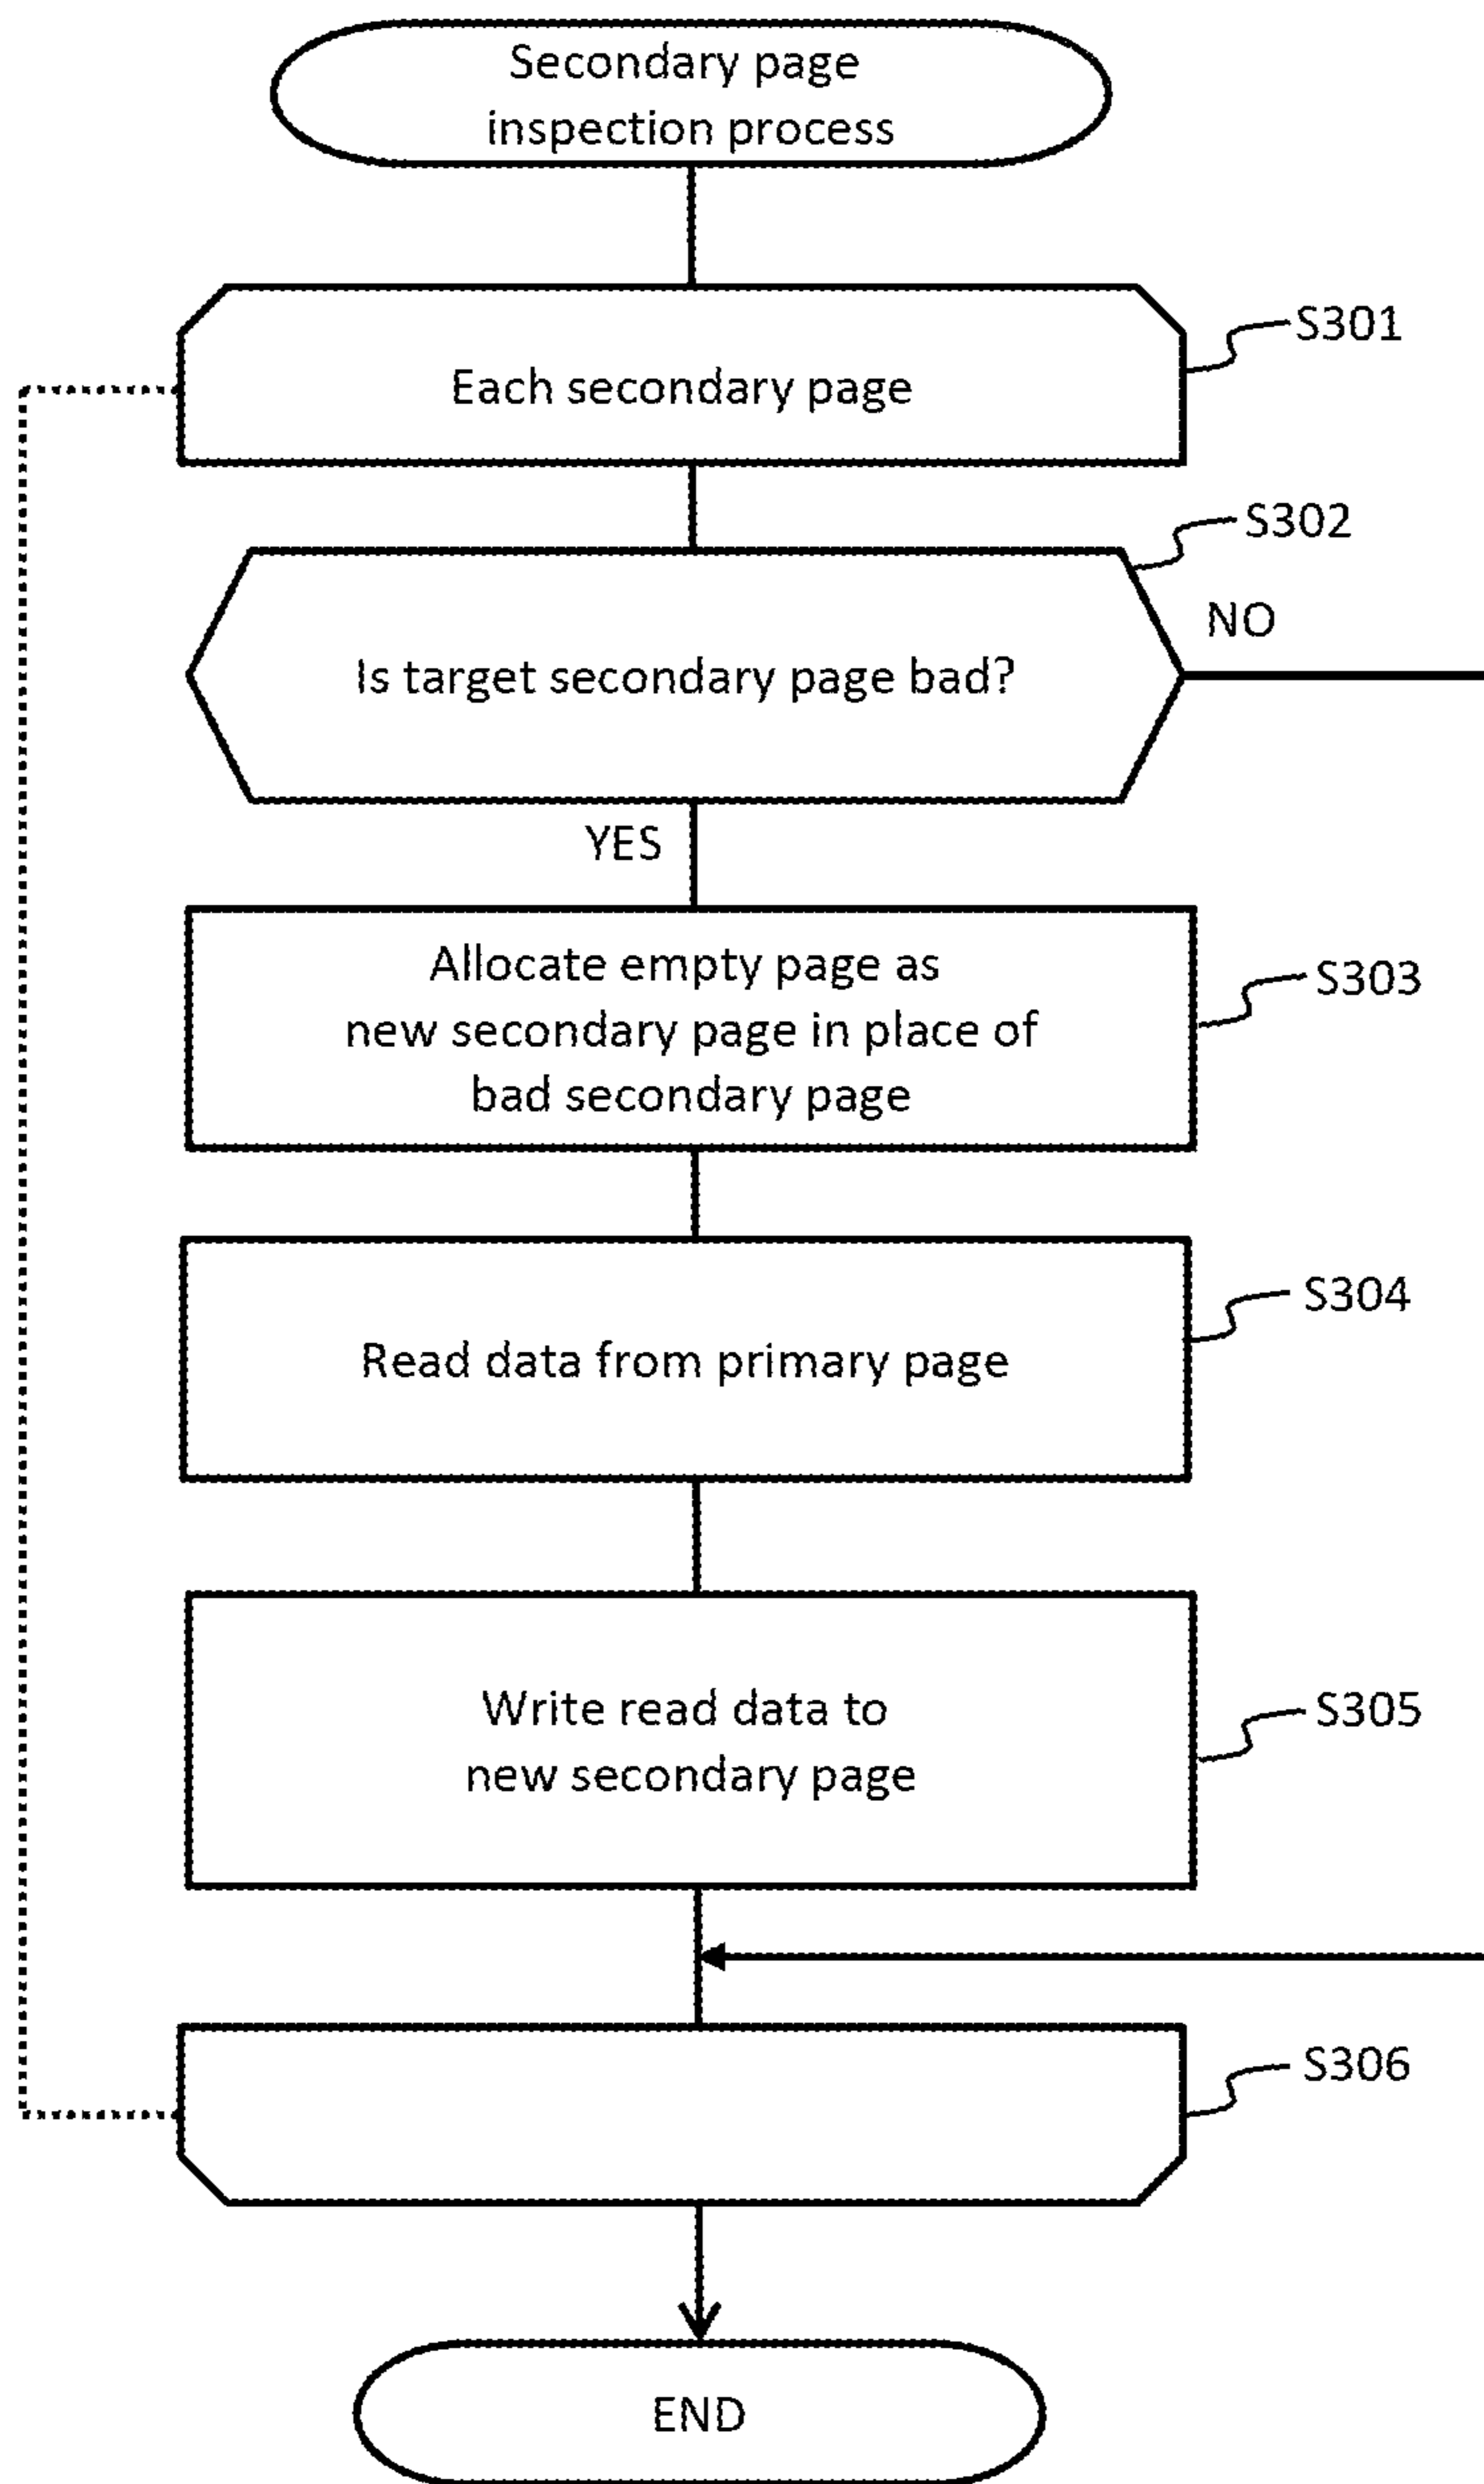 Secondary page
inspection process
S301
Each secondary page
S302
NO
Is target secondary page bad?
YES
Allocate empty page as
new secondary page in place of
bad secondary page
S303
S304
Read data from primary page
Write read data to
new secondary page
S305
S306
END